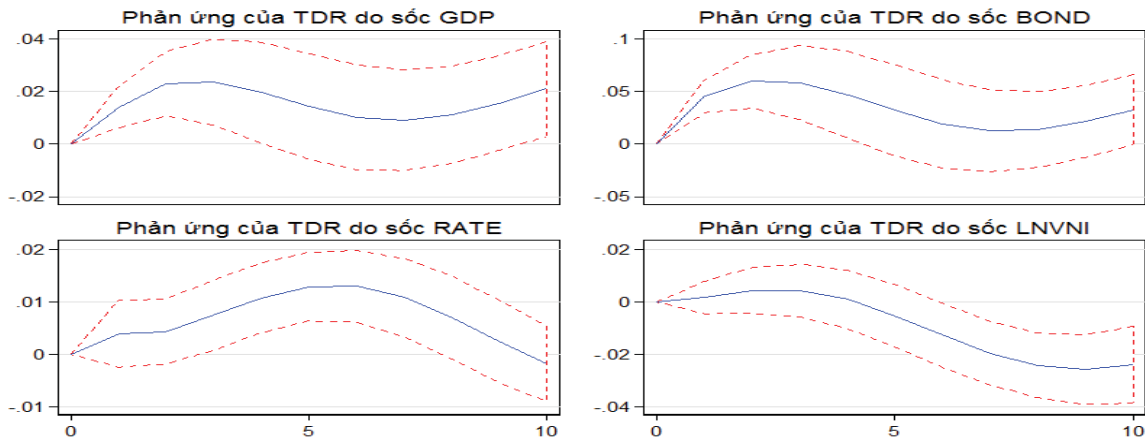 Phản ứng của TDR do sốc GDP
.04
.02
0
-.02
Phản ứng của TDR do sốc BOND
.1
.05
0
-.05
Phản ứng của TDR do sốc RATE
.02
.01
0
-.01
0 5 10
Phản ứng của TDR do sốc LNVNI
.02
0
-.02
-.04
0 5 10